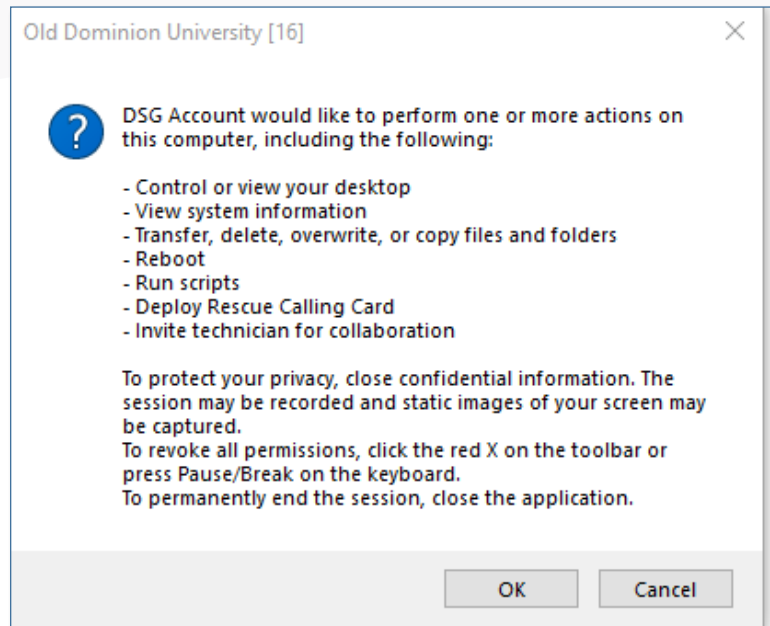 Old Dominion University [16]
DSG Account would like to perform one or more actions on
this computer, including the following:
- Control or view your desktop
- View system information
- Transfer, delete, overwrite, or copy files and folders
- Reboot
- Run scripts
- Deploy Rescue Calling Card
- Invite technician for collaboration
To protect your privacy, close confidential information. The
session may be recorded and static images of your screen may
be captured.
To revoke all permissions, click the red X on the toolbar or
press Pause/Break on the keyboard.
To permanently end the session, close the application.
OK Cancel